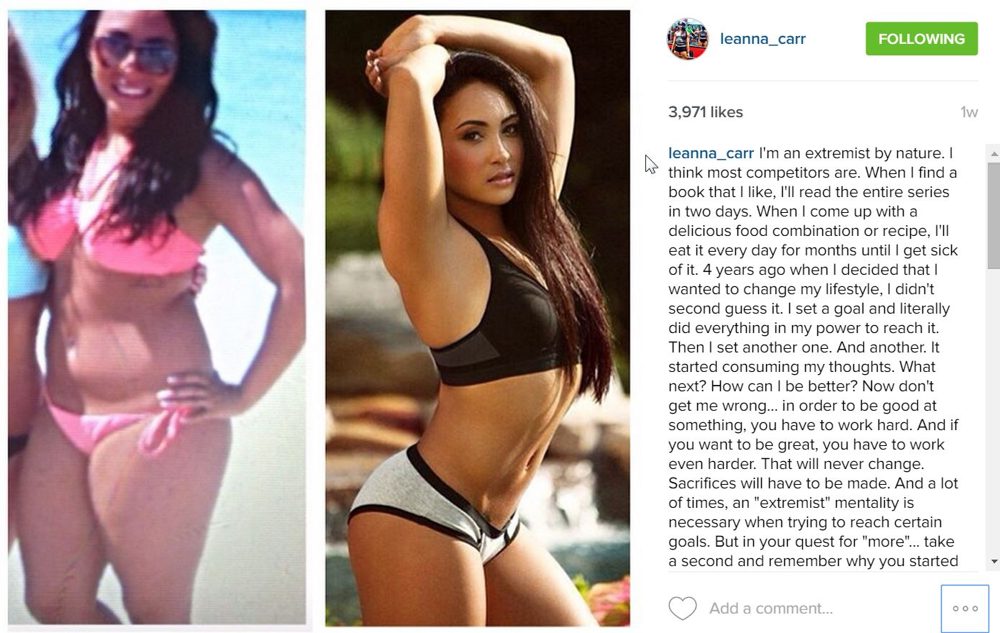 leanna_carr
FOLLOWING
3,971 likes
1w
leanna_carr I'm an extremist by nature. I
think most competitors are. When I find a
book that I like, I'll read the entire series
in two days. When I come up with a
delicious food combination or recipe, I'll
eat it every day for months until I get sick
of it. 4 years ago when I decided that I
wanted to change my lifestyle, I didn't
second guess it. I set a goal and literally
did everything in my power to reach it.
Then I set another one. And another. It
started consuming my thoughts. What
next? How can I be better? Now don't
get me wrong... in order to be good at
something, you have to work hard. And if
you want to be great, you have to work
even harder. That will never change.
Sacrifices will have to be made. And a lot
of times, an "extremist" mentality is
necessary when trying to reach certain
goals. But in your quest for "more"... take
a second and remember why you started
Add a comment...